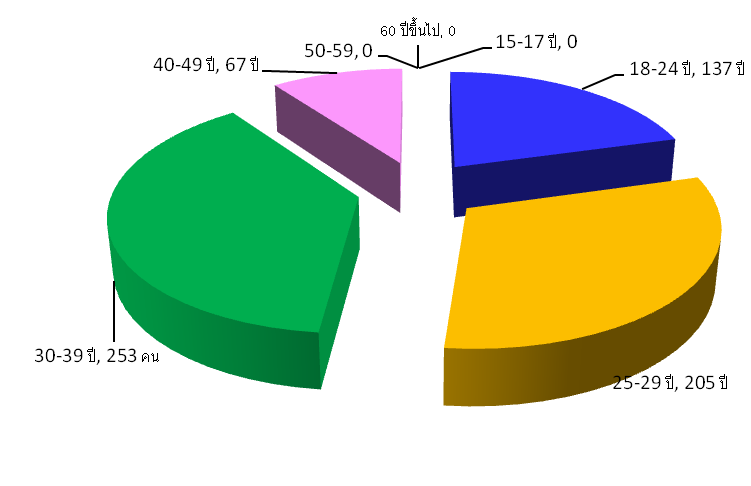 60 ปีขึ้นไป, 0
15-17 ปี, 0
50-59, 0
40-49 ปี, 67 ปี
18-24 ปี, 137 ปี
30-39 ปี, 253 คน
25-29 ปี, 205 ปี